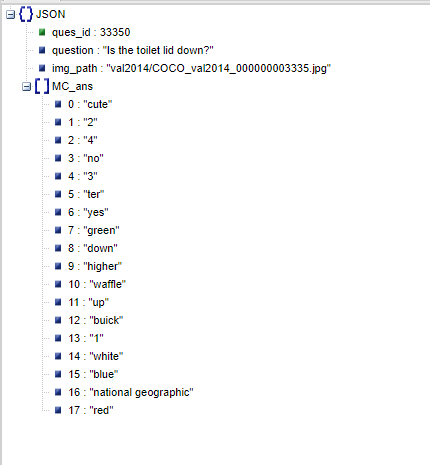 JSON
ques_id : 33350
question : "Is the toilet lid down?"
img_path : "val2014/COCO_val2014_000000003335.jpg"
MC_ans
0 : "cute"
1 : "2"
2 : "4"
3 : "no"
4 : "3"
5 : "ter"
6 : "yes"
7 : "green"
8 : "down"
9 : "higher"
10 : "waffle"
11 : "up"
12 : "buick"
13 : "1"
14 : "white"
15 : "blue"
16 : "national geographic"
17 : "red"